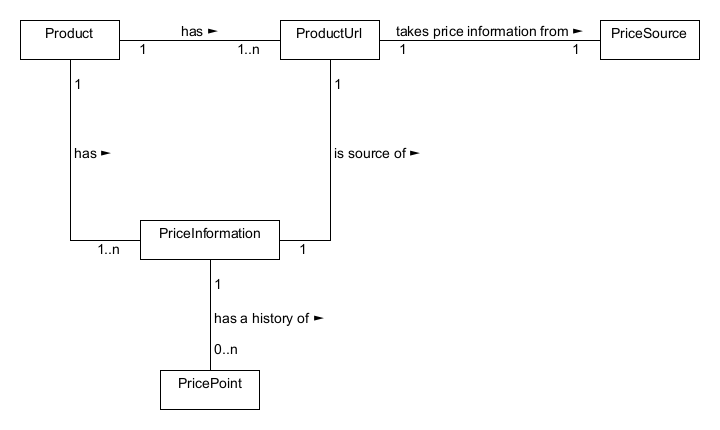 Product
has ►
1
1..n
ProductUrl
takes price information from ►
1
1
PriceSource
1
has ►
1..n
1
is source of ►
1
PriceInformation
1
has a history of ►
0..n
PricePoint